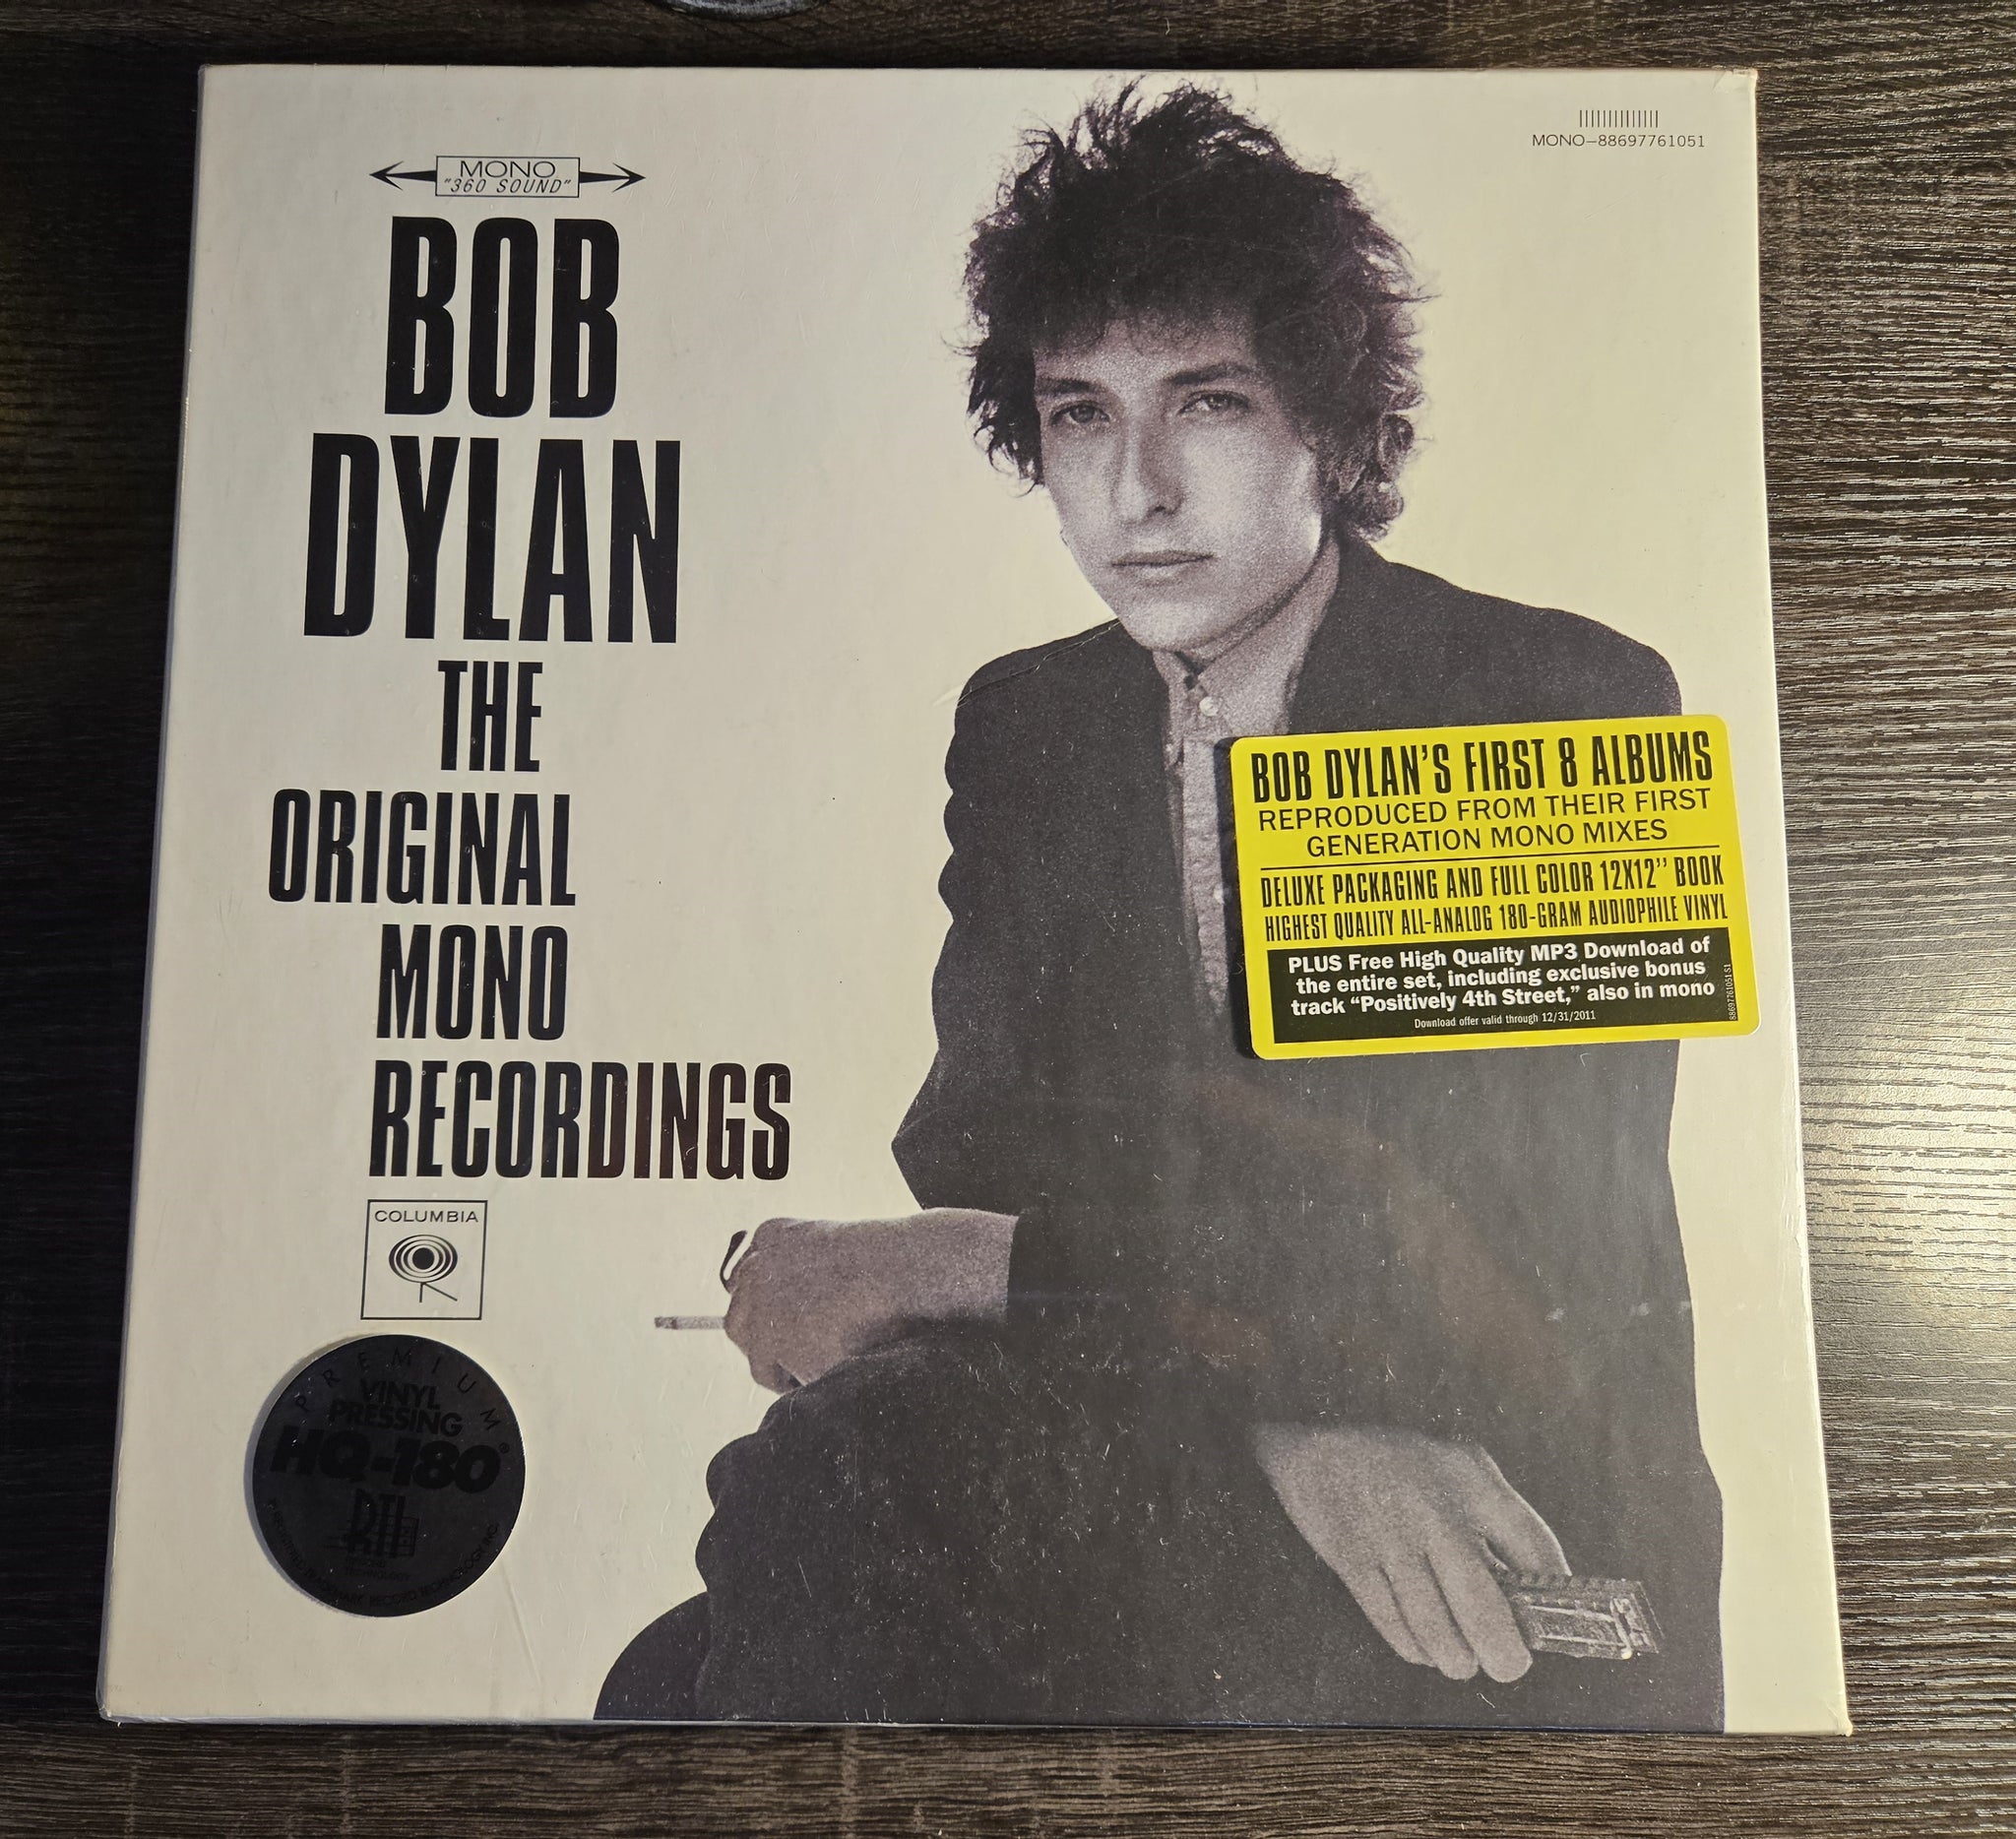 MONO
"360 SOUND"
MONO–88697761051
BOB
DYLAN
THE
ORIGINAL
MONO
RECORDINGS
BOB DYLAN'S FIRST 8 ALBUMS
REPRODUCED FROM THEIR FIRST
GENERATION MONO MIXES
DELUXE PACKAGING AND FULL COLOR 12X12" BOOK
HIGHEST QUALITY ALL-ANALOG 180-GRAM AUDIOPHILE VINYL
PLUS Free High Quality MP3 Download of
the entire set, including exclusive bonus
track “Positively 4th Street,” also in mono
Download offer valid through 12/31/2011
88697761051S1
COLUMBIA
PREMIUM
VINYL
PRESSING
HQ-180®
RTI